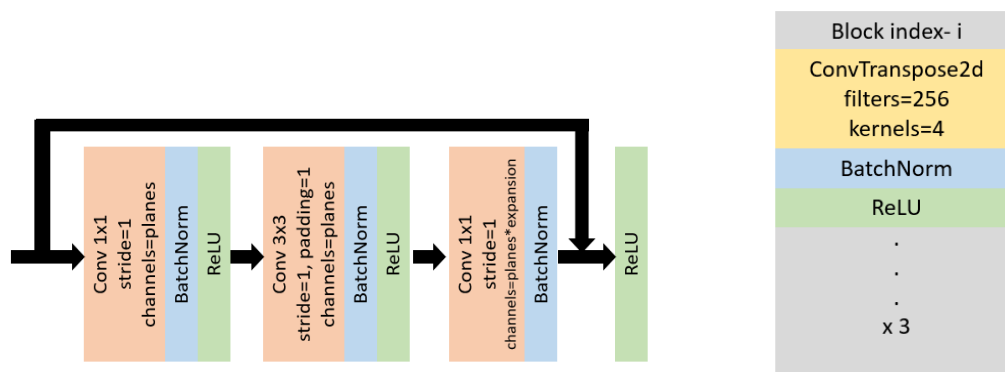 Conv 1x1
stride=1
channels=planes
BatchNorm
ReLU
Conv 3x3
stride=1, padding=1
channels=planes
BatchNorm
ReLU
Conv 1x1
stride=1
channels=planes*expansion
BatchNorm
ReLU
Block index- i
ConvTranspose2d
filters=256
kernels=4
BatchNorm
ReLU
.
.
.
x 3